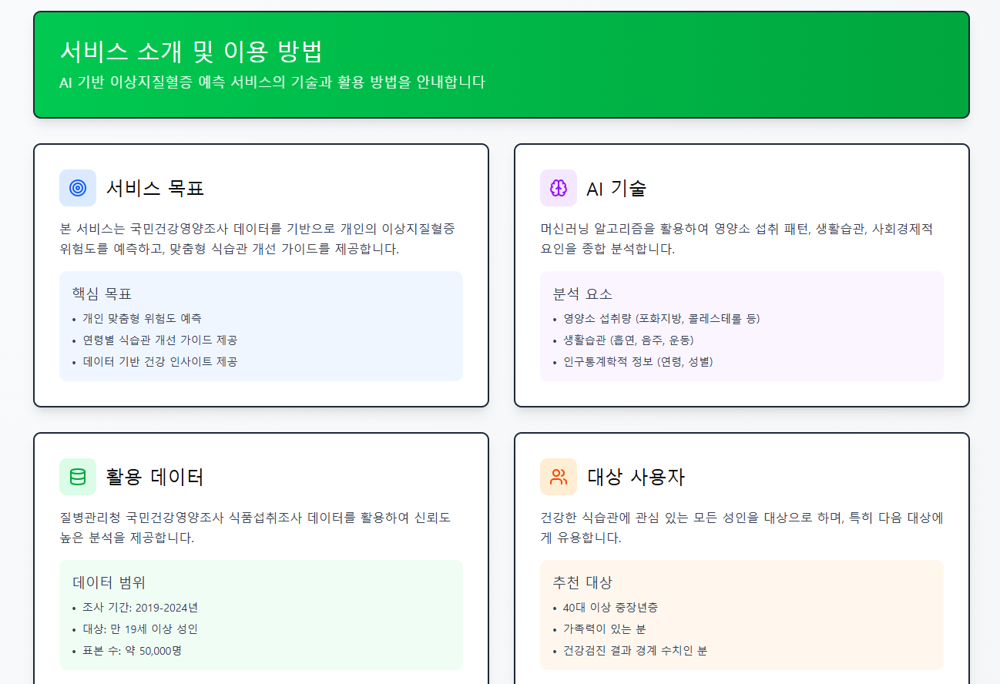 서비스 소개 및 이용 방법
AI 기반 이상지질혈증 예측 서비스의 기술과 활용 방법을 안내합니다
서비스 목표
본 서비스는 국민건강영양조사 데이터를 기반으로 개인의 이상지질혈증
위험도를 예측하고, 맞춤형 식습관 개선 가이드를 제공합니다.
핵심 목표
• 개인 맞춤형 위험도 예측
• 연령별 식습관 개선 가이드 제공
• 데이터 기반 건강 인사이트 제공
AI 기술
머신러닝 알고리즘을 활용하여 영양소 섭취 패턴, 생활습관, 사회경제적
요인을 종합 분석합니다.
분석 요소
• 영양소 섭취량 (포화지방, 콜레스테롤 등)
• 생활습관 (흡연, 음주, 운동)
• 인구통계학적 정보 (연령, 성별)
활용 데이터
질병관리청 국민건강영양조사 식품섭취조사 데이터를 활용하여 신뢰도
높은 분석을 제공합니다.
데이터 범위
• 조사 기간: 2019-2024년
• 대상: 만 19세 이상 성인
• 표본 수: 약 50,000명
대상 사용자
건강한 식습관에 관심 있는 모든 성인을 대상으로 하며, 특히 다음 대상에
게 유용합니다.
추천 대상
• 40대 이상 중장년층
• 가족력이 있는 분
• 건강검진 결과 경계 수치인 분